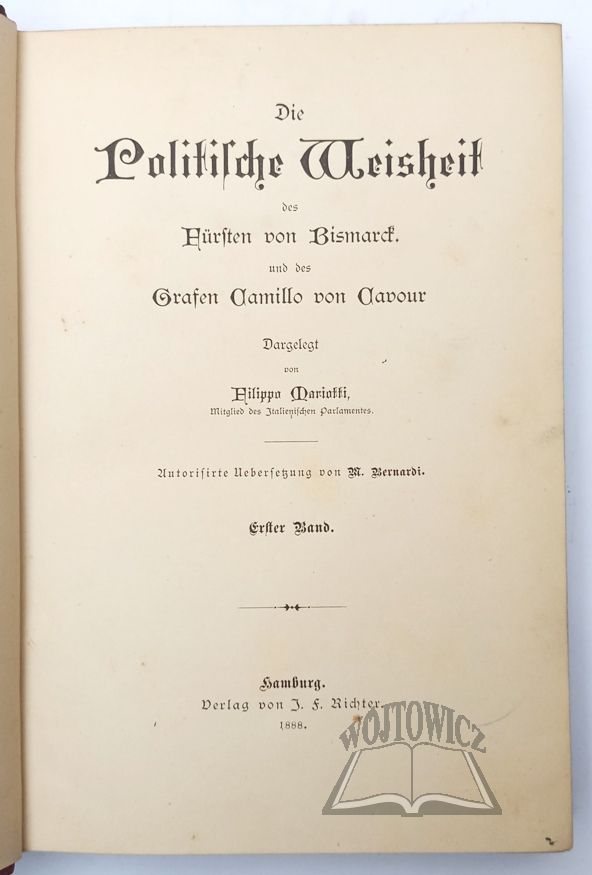 Die
Politische Weisheit
des
Fürsten von Bismarck.
und des
Grafen Camillo von Cavour
Dargelegt
von
Filippo Mariotti,
Mitglied des Italienischen Parlamentes.
Autorisirte Uebersetzung von M. Bernardi.
Erster Band.
Hamburg.
Verlag von J. F. Richter.
1888.
WÓJTOWICZ